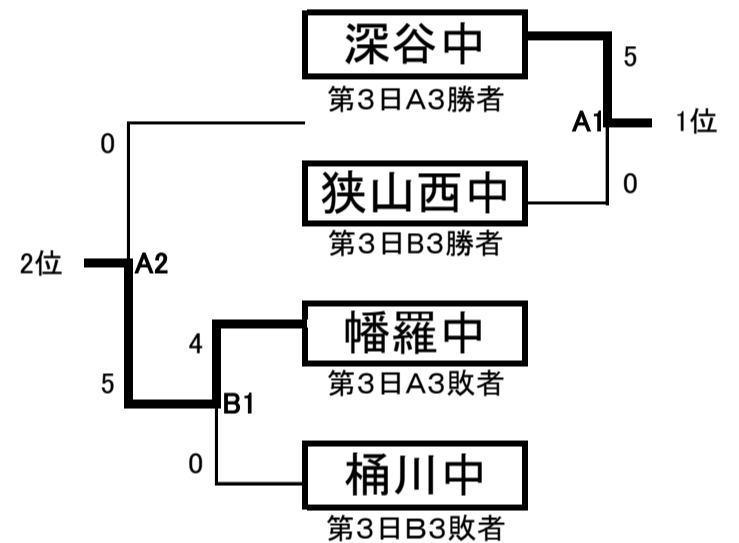 深谷中
5
第3日A3勝者
A1
1位
0
0
狭山西中
第3日B3勝者
2位
A2
幡羅中
4
第3日A3敗者
5
B1
0
桶川中
第3日B3敗者